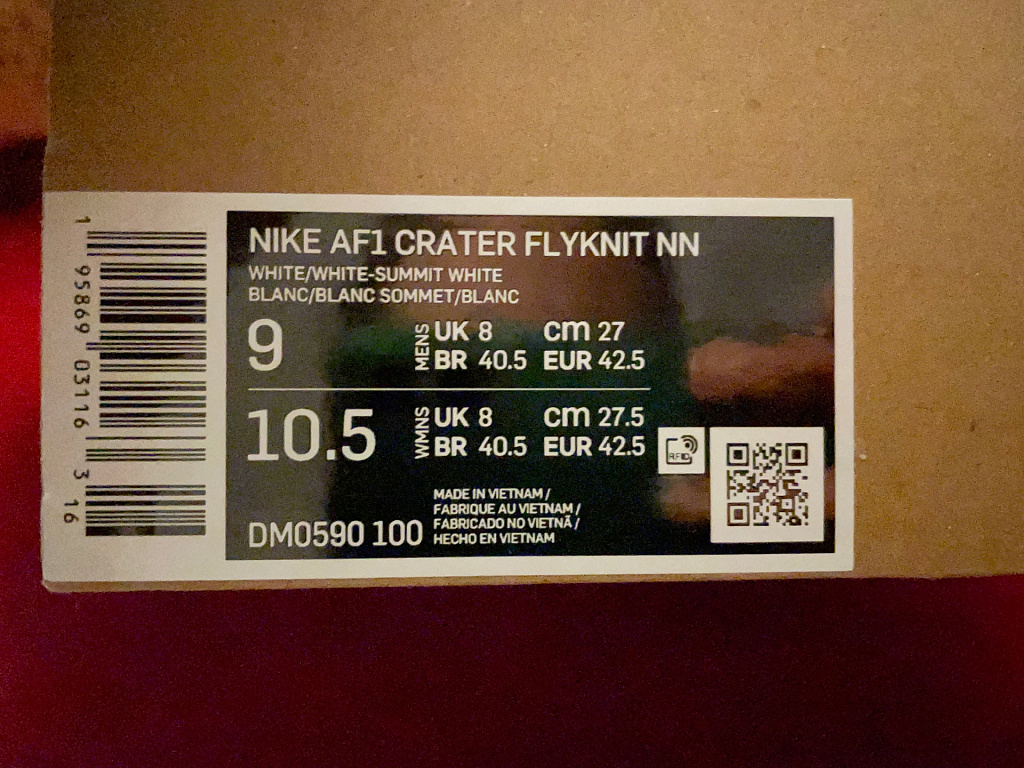 1 95869 03116 3 16
NIKE AF1 CRATER FLYKNIT NN
WHITE/WHITE-SUMMIT WHITE
BLANC/BLANC SOMMET/BLANC
9 MENS UK 8 cm 27
BR 40.5 EUR 42.5
10.5 WMNS UK 8 cm 27.5
BR 40.5 EUR 42.5
RFID
MADE IN VIETNAM /
FABRIQUE AU VIETNAM /
FABRICADO NO VIETNÃ /
HECHO EN VIETNAM
DM0590 100